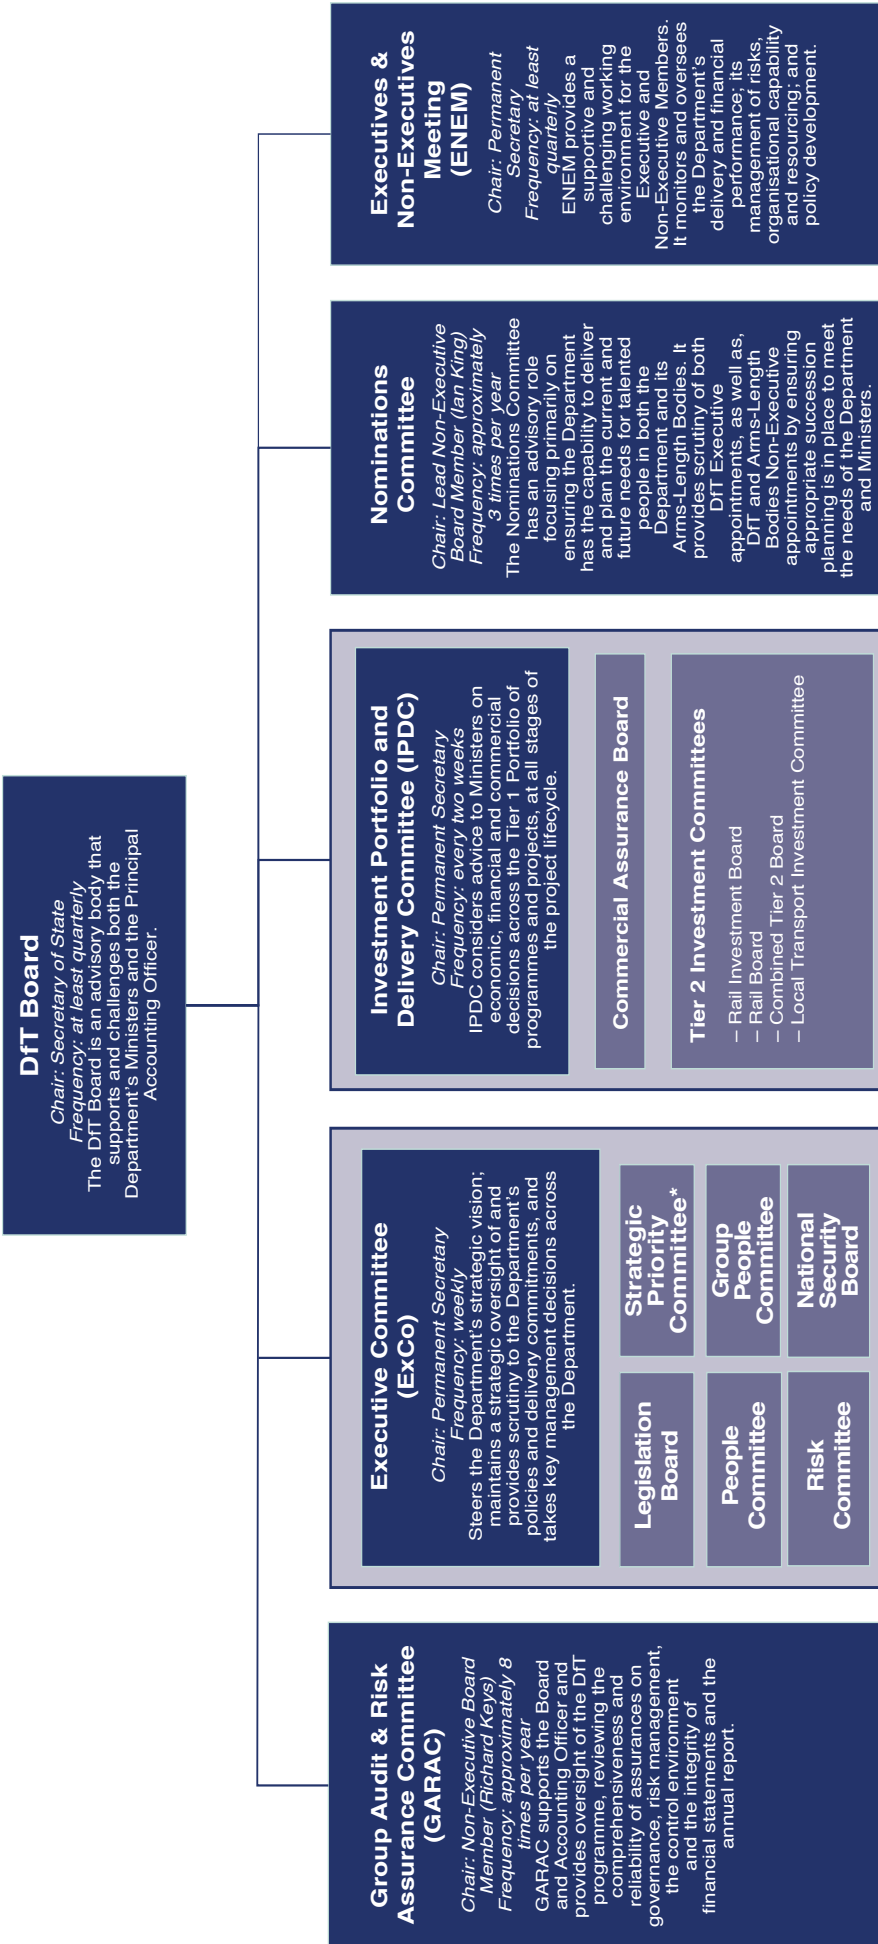 DfT Board
Chair: Secretary of State
Frequency: at least quarterly
The DfT Board is an advisory body that
supports and challenges both the
Department's Ministers and the Principal
Accounting Officer.
Group Audit & Risk
Assurance Committee
(GARAC)
Chair: Non-Executive Board
Member (Richard Keys)
Frequency: approximately 8
times per year
GARAC supports the Board
and Accounting Officer and
provides oversight of the DfT
programme, reviewing the
comprehensiveness and
reliability of assurances on
governance, risk management,
the control environment
and the integrity of
financial statements and the
annual report.
Executive Committee
(ExCo)
Chair: Permanent Secretary
Frequency: weekly
Steers the Department's strategic vision;
maintains a strategic oversight of and
provides scrutiny to the Department's
policies and delivery commitments, and
takes key management decisions across
the Department.
Legislation
Board
Strategic
Priority
Committee*
People
Committee
Group
People
Committee
Risk
Committee
National
Security
Board
Investment Portfolio and
Delivery Committee (IPDC)
Chair: Permanent Secretary
Frequency: every two weeks
IPDC considers advice to Ministers on
economic, financial and commercial
decisions across the Tier 1 Portfolio of
programmes and projects, at all stages of
the project lifecycle.
Commercial Assurance Board
Tier 2 Investment Committees
– Rail Investment Board
– Rail Board
– Combined Tier 2 Board
– Local Transport Investment Committee
Nominations
Committee
Chair: Lead Non-Executive
Board Member (Ian King)
Frequency: approximately
3 times per year
The Nominations Committee
has an advisory role
focusing primarily on
ensuring the Department
has the capability to deliver
and plan the current and
future needs for talented
people in both the
Department and its
Arms-Length Bodies. It
provides scrutiny of both
DfT Executive
appointments, as well as,
DfT and Arms-Length
Bodies Non-Executive
appointments by ensuring
appropriate succession
planning is in place to meet
the needs of the Department
and Ministers.
Executives &
Non-Executives
Meeting
(ENEM)
Chair: Permanent
Secretary
Frequency: at least
quarterly
ENEM provides a
supportive and
challenging working
environment for the
Executive and
Non-Executive Members.
It monitors and oversees
the Department's
delivery and financial
performance; its
management of risks,
organisational capability
and resourcing; and
policy development.